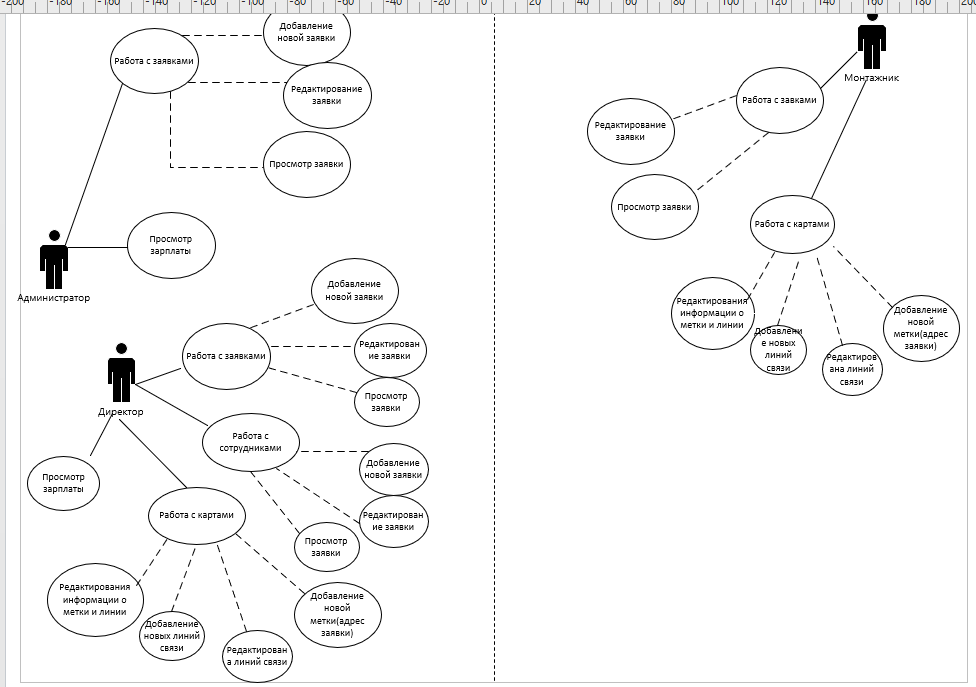 -200 -180 -160 -140 -120 -100 -80 -60 -40 -20 0 20 40 60 80 100 120 140 160 180 200
Добавление
новой заявки
Работа с заявками
Редактирование
заявки
Просмотр заявки
Просмотр
зарплаты
Администратор
Добавление
новой заявки
Работа с заявками
Редактирован
ие заявки
Просмотр
заявки
Директор
Работа с
сотрудниками
Добавление
новой заявки
Редактирован
ие заявки
Просмотр
заявки
Просмотр
зарплаты
Работа с картами
Редактирования
информации о
метки и линии
Добавление
новых линий
связи
Редактирован
а линий связи
Добавление
новой
метки(адрес
заявки)
Монтажник
Работа с завками
Редактирование
заявки
Просмотр заявки
Работа с картами
Редактирования
информации о
метки и линии
Добавлени
е новых
линий
связи
Редактиров
ана линий
связи
Добавление
новой
метки(адрес
заявки)